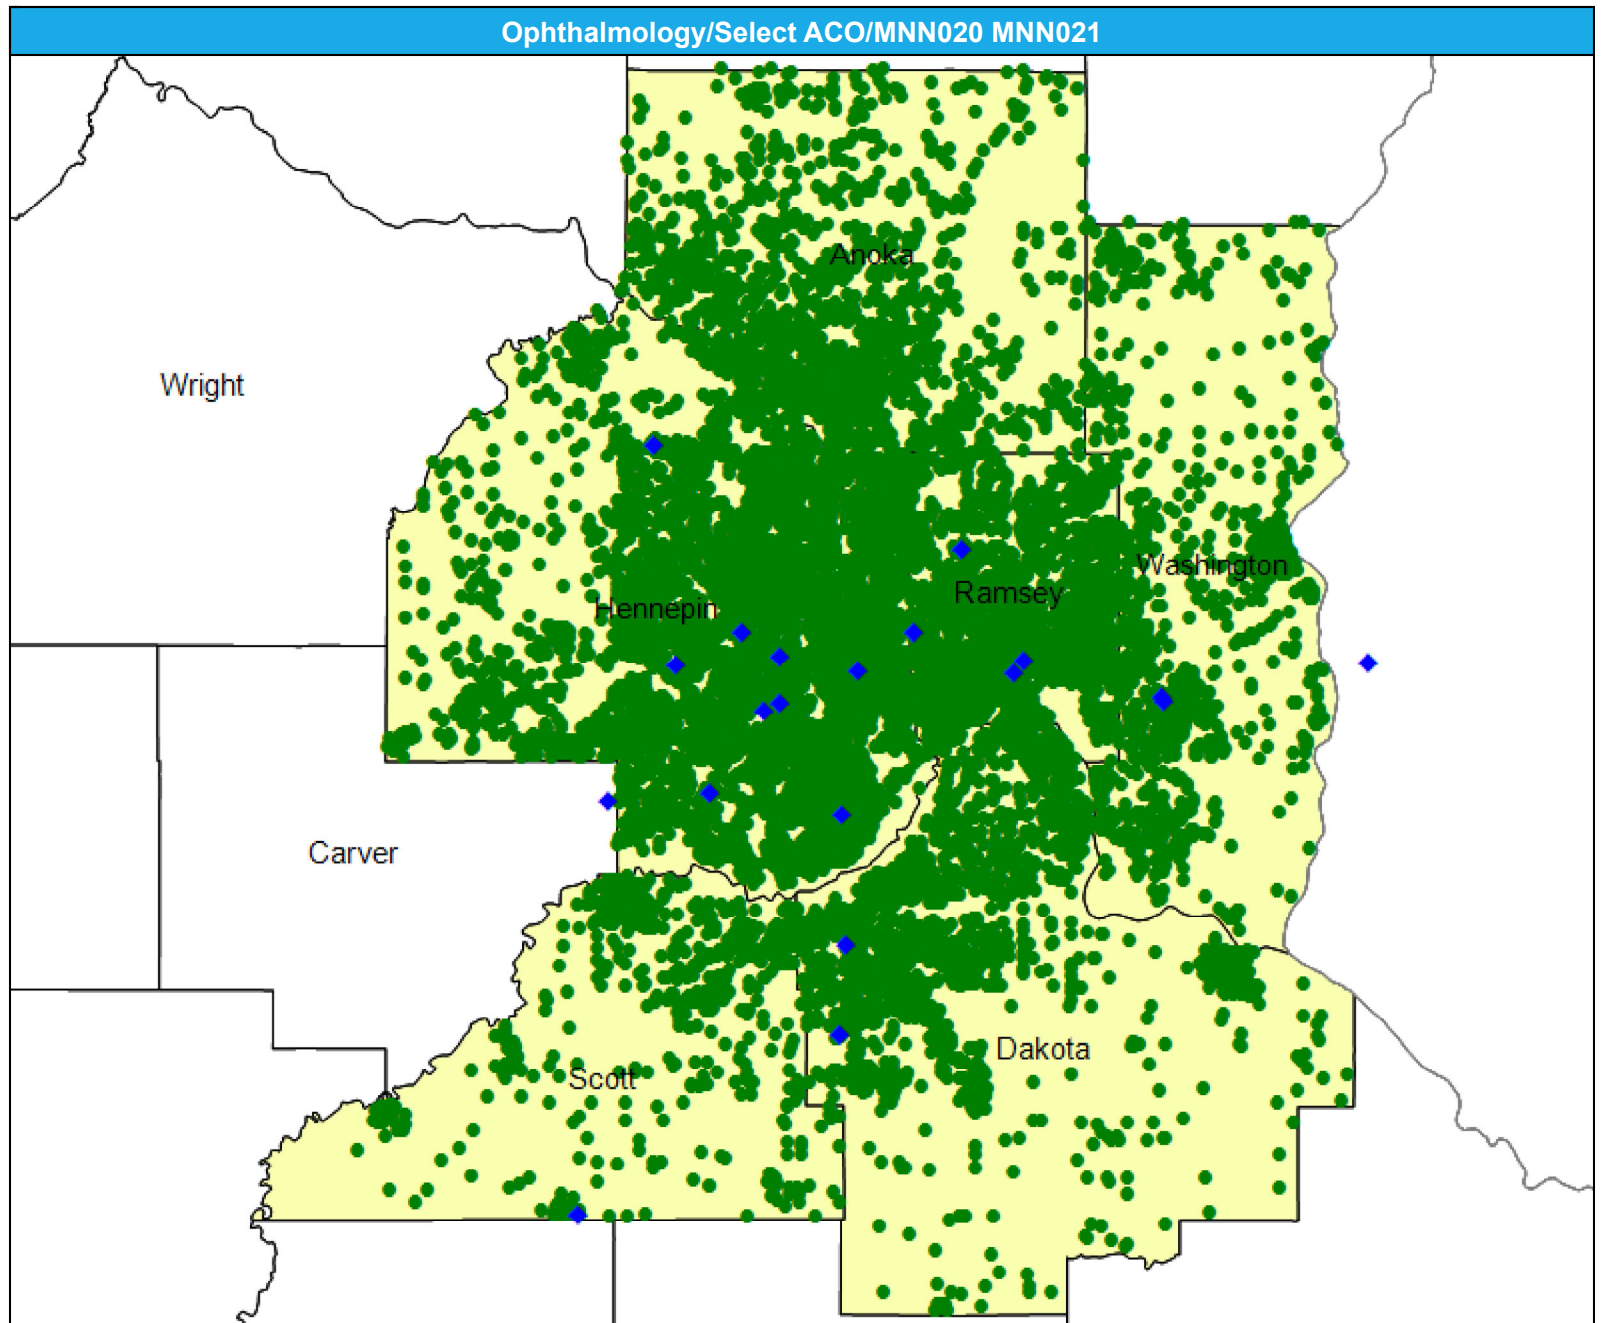 Ophthalmology/Select ACO/MNN020 MNN021
Anoka
Wright
Washington
Ramsey
Hennepin
Carver
Dakota
Scott